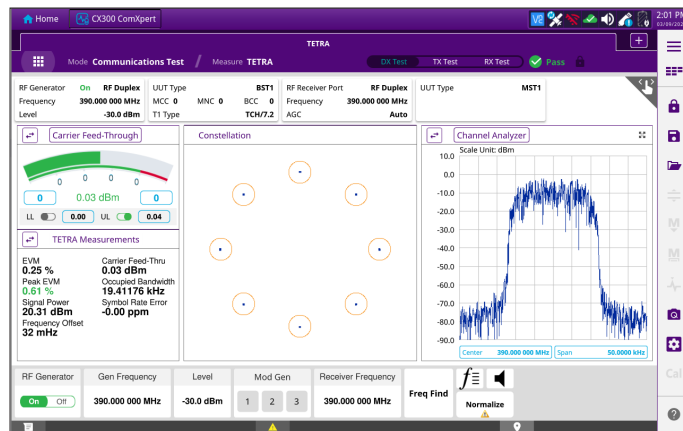 Home
CX300 ComXpert
2:01 PM
TETRA
+
Mode Communications Test / Measure TETRA
DX Test TX Test RX Test Pass
RF Generator On RF Duplex
Frequency 390.000 000 MHz
Level -30.0 dBm
UUT Type BST1
MCC 0 MNC 0 BCC 0
T1 Type TCH/7.2
RF Receiver Port RF Duplex
Frequency 390.000 000 MHz
AGC Auto
UUT Type MST1
Carrier Feed-Through
0 0 0 0
0 0.03 dBm 0
LL 0.00 UL 0.04
TETRA Measurements
EVM
0.25 %
Peak EVM
0.61 %
Signal Power
20.31 dBm
Frequency Offset
32 mHz
Carrier Feed-Thru
0.03 dBm
Occupied Bandwidth
19.41176 kHz
Symbol Rate Error
-0.00 ppm
Constellation
Channel Analyzer
Scale Unit: dBm
10.0
0.0
-10.0
-20.0
-30.0
-40.0
-50.0
-60.0
-70.0
-80.0
-90.0
Center 390.000 000 MHz Span 50.0000 kHz
M
M
Cal
RF Generator
On Off
Gen Frequency
390.000 000 MHz
Level
-30.0 dBm
Mod Gen
1 2 3
Receiver Frequency
390.000 000 MHz
Freq Find
Normalize